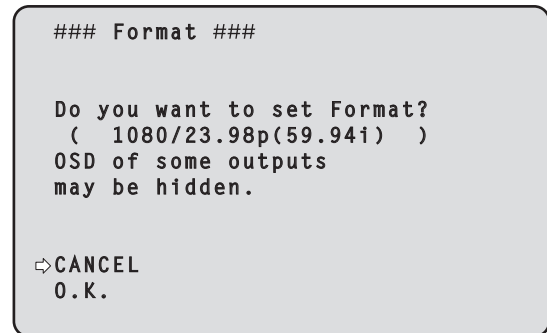 ### Format ###
Do you want to set Format?
( 1080/23.98p(59.94i) )
OSD of some outputs
may be hidden.
⇨CANCEL
O.K.